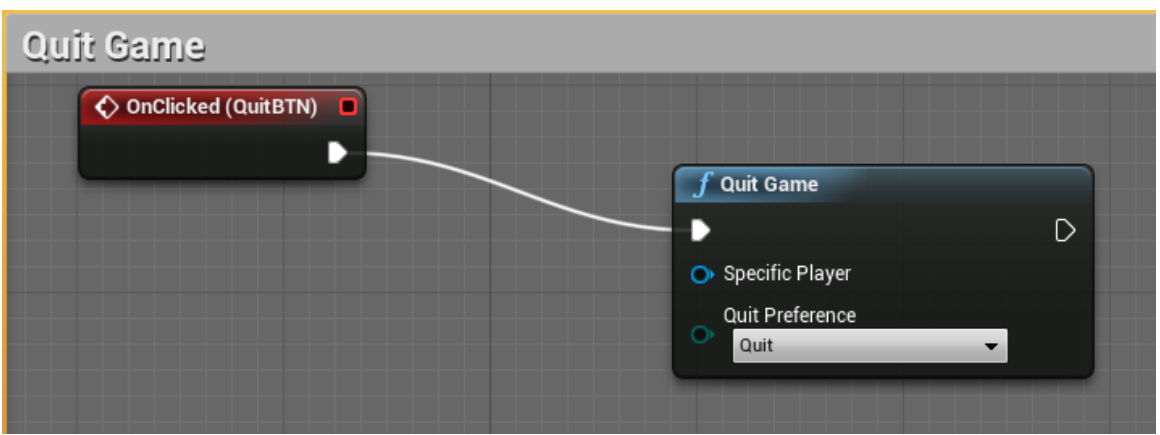 Quit Game
OnClicked (QuitBTN)
Quit Game
Specific Player
Quit Preference
Quit